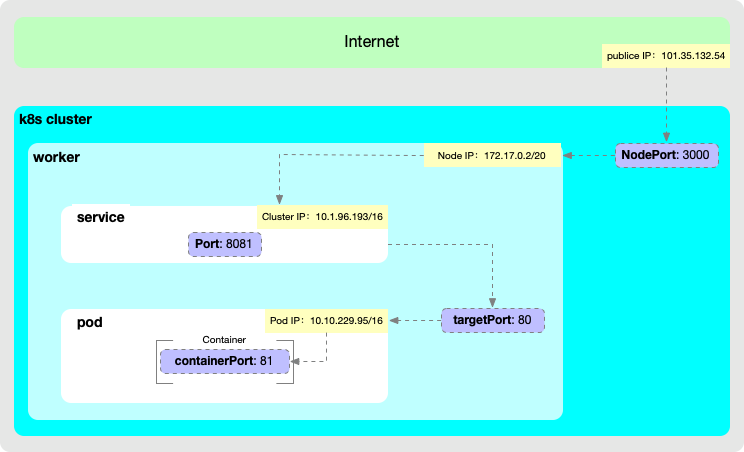 Internet
publice IP：101.35.132.54
k8s cluster
worker
Node IP：172.17.0.2/20
NodePort: 3000
service
Cluster IP：10.1.96.193/16
Port: 8081
pod
Pod IP：10.10.229.95/16
targetPort: 80
Container
containerPort: 81